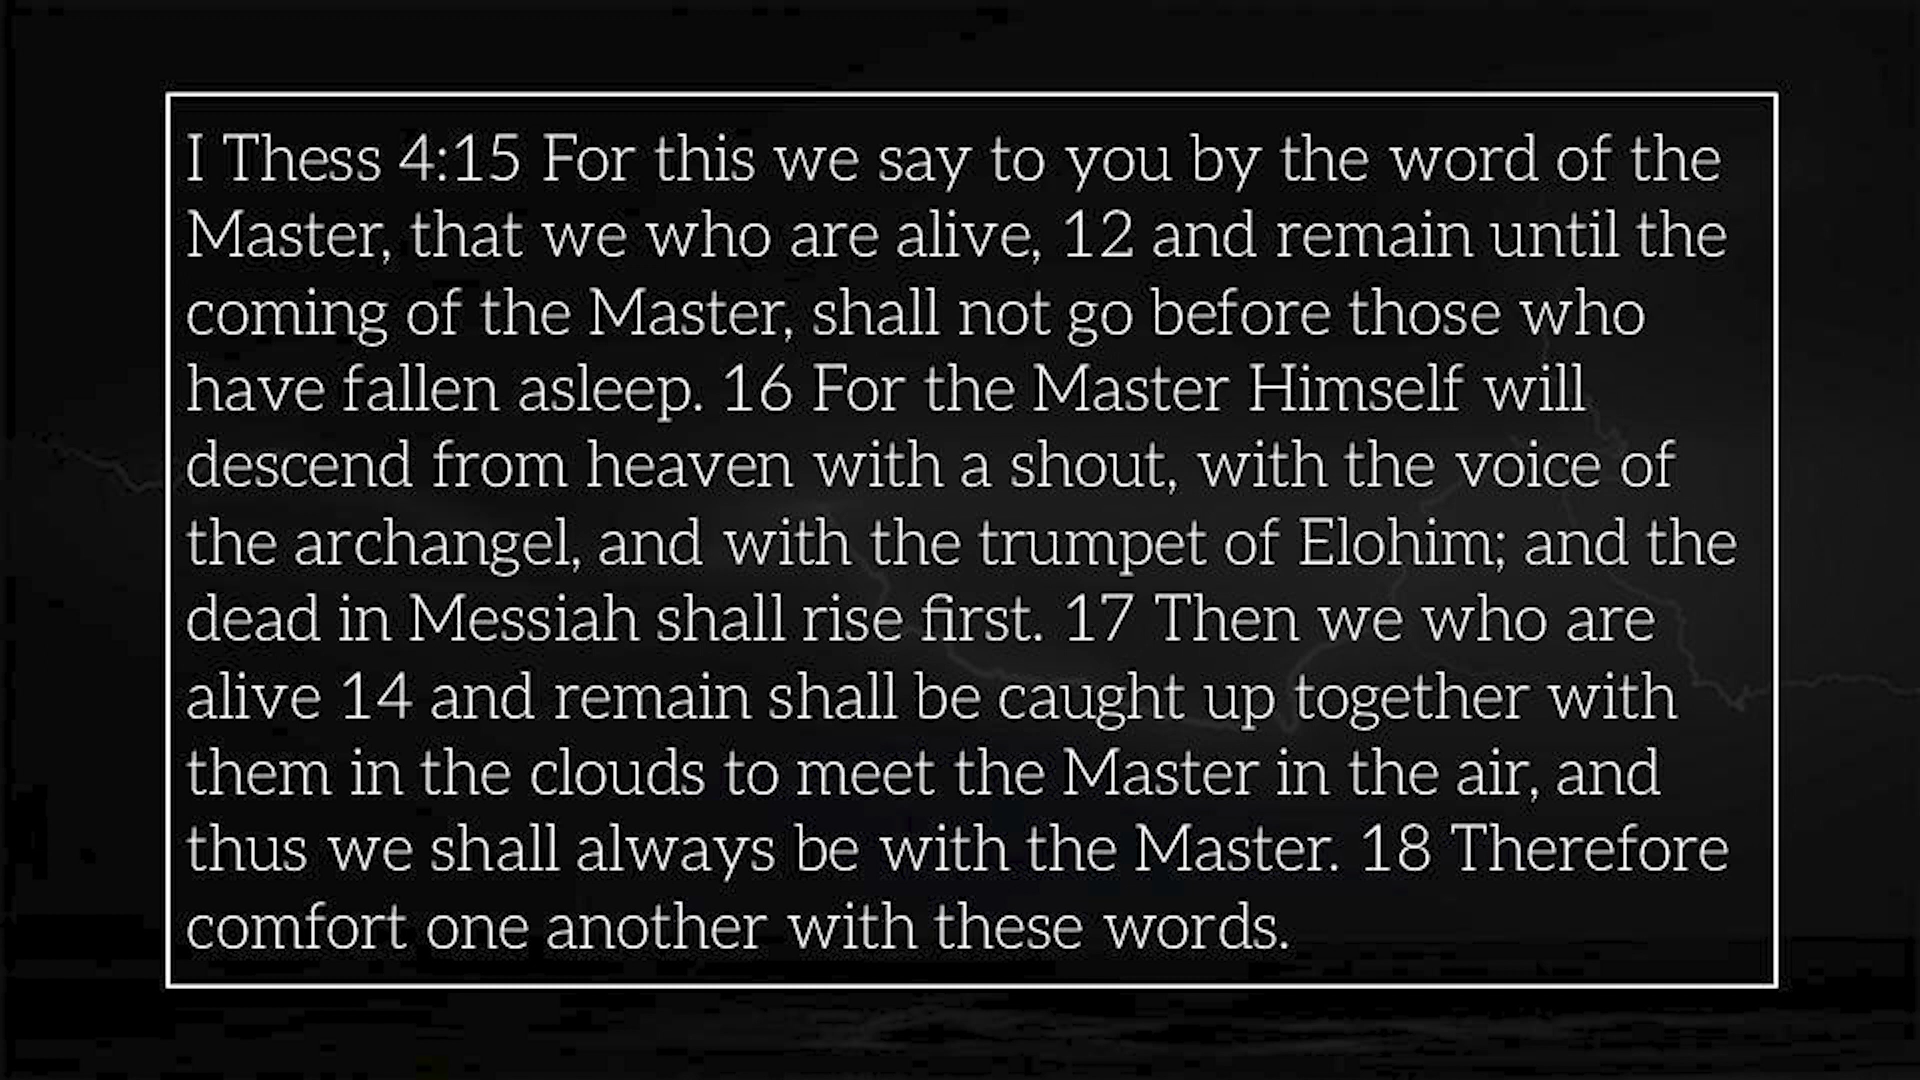 I Thess 4:15 For this we say to you by the word of the
Master, that we who are alive, 12 and remain until the
coming of the Master, shall not go before those who
have fallen asleep. 16 For the Master Himself will
descend from heaven with a shout, with the voice of
the archangel, and with the trumpet of Elohim; and the
dead in Messiah shall rise first. 17 Then we who are
alive 14 and remain shall be caught up together with
them in the clouds to meet the Master in the air, and
thus we shall always be with the Master. 18 Therefore
comfort one another with these words.